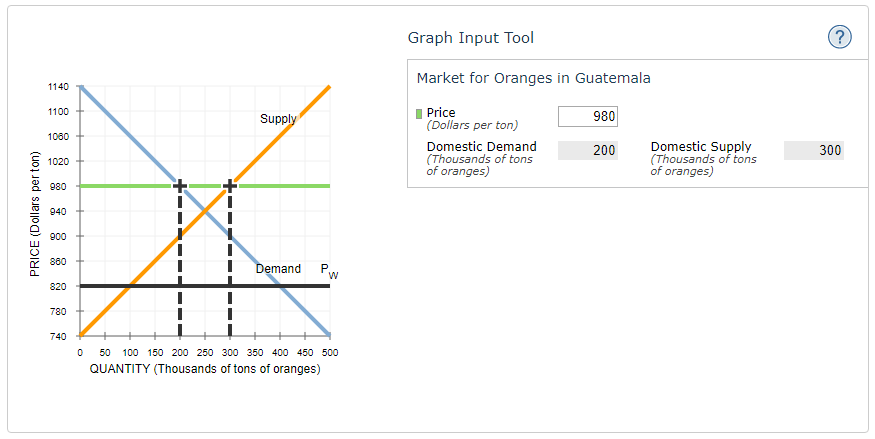 Graph Input Tool
?
Market for Oranges in Guatemala
Price
(Dollars per ton)
980
Domestic Demand
(Thousands of tons
of oranges)
200
Domestic Supply
(Thousands of tons
of oranges)
300
PRICE (Dollars per ton)
1140
1100
1060
1020
980
940
900
860
820
780
740
Supply
Demand
PW
0 50 100 150 200 250 300 350 400 450 500
QUANTITY (Thousands of tons of oranges)